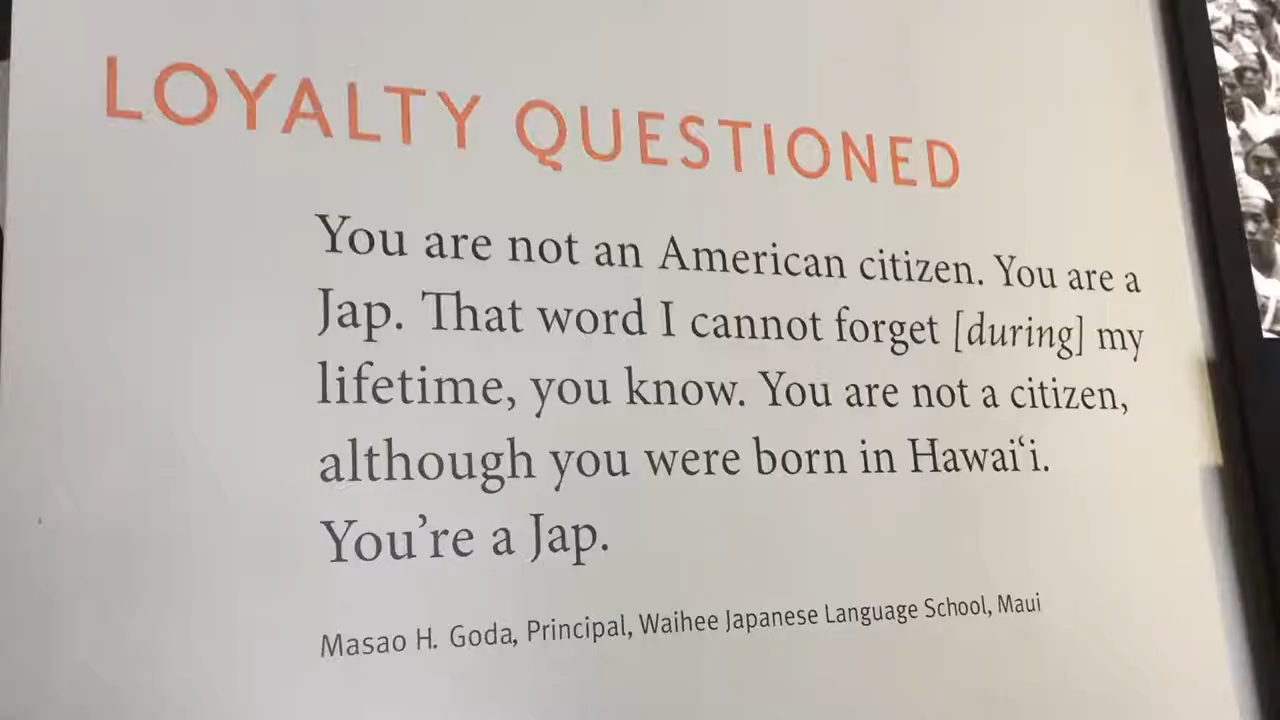 LOYALTY QUESTIONED
You are not an American citizen. You are a
Jap. That word I cannot forget [during] my
lifetime, you know. You are not a citizen,
although you were born in Hawaiʻi.
You’re a Jap.
Masao H. Goda, Principal, Waihee Japanese Language School, Maui